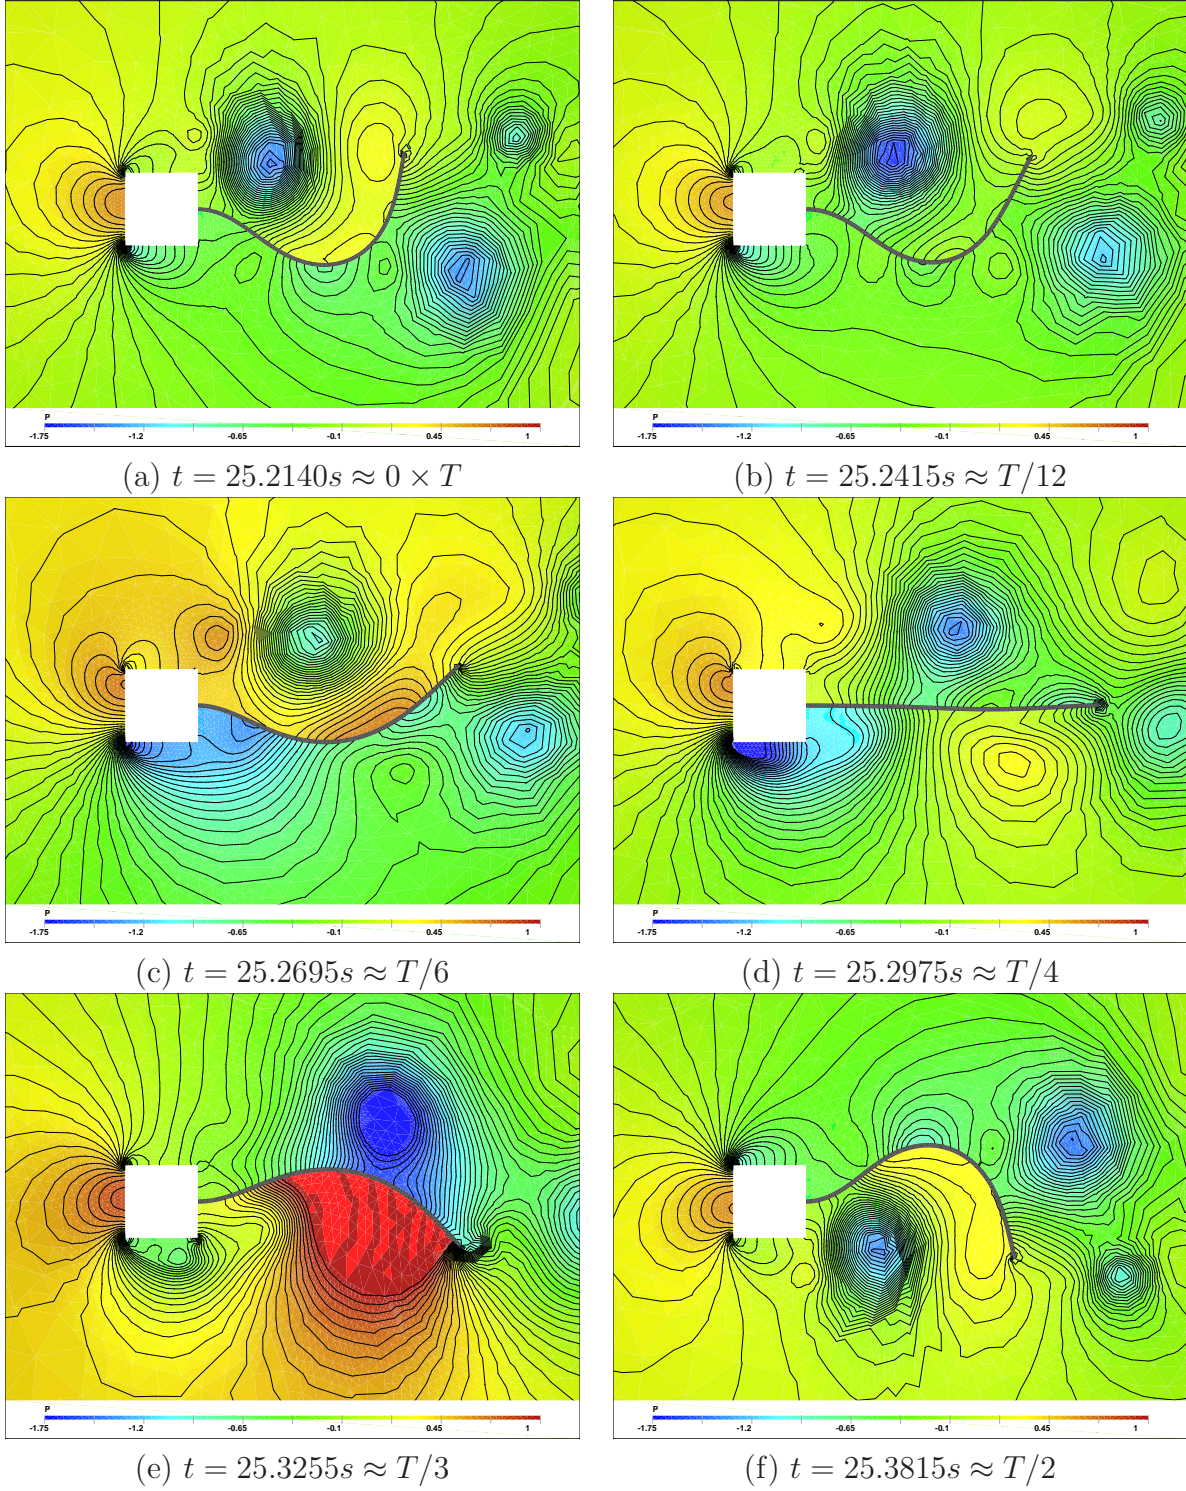 P
P
-1.75 -1.2 -0.65 -0.1 0.45 1
-1.75 -1.2 -0.65 -0.1 0.45 1
(a) t = 25.2140s ≈ 0 × T
(b) t = 25.2415s ≈ T/12
P
P
-1.75 -1.2 -0.65 -0.1 0.45 1
-1.75 -1.2 -0.65 -0.1 0.45 1
(c) t = 25.2695s ≈ T/6
(d) t = 25.2975s ≈ T/4
P
P
-1.75 -1.2 -0.65 -0.1 0.45 1
-1.75 -1.2 -0.65 -0.1 0.45 1
(e) t = 25.3255s ≈ T/3
(f) t = 25.3815s ≈ T/2